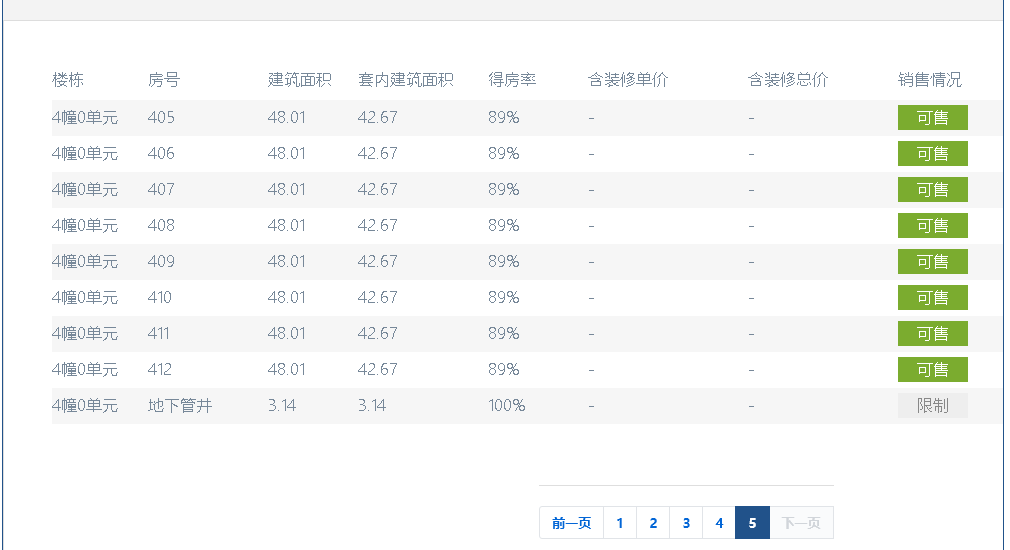 楼栋 房号 建筑面积 套内建筑面积 得房率 含装修单价 含装修总价 销售情况
4幢0单元 405 48.01 42.67 89% - - 可售
4幢0单元 406 48.01 42.67 89% - - 可售
4幢0单元 407 48.01 42.67 89% - - 可售
4幢0单元 408 48.01 42.67 89% - - 可售
4幢0单元 409 48.01 42.67 89% - - 可售
4幢0单元 410 48.01 42.67 89% - - 可售
4幢0单元 411 48.01 42.67 89% - - 可售
4幢0单元 412 48.01 42.67 89% - - 可售
4幢0单元 地下管井 3.14 3.14 100% - - 限制
前一页 1 2 3 4 5 下一页